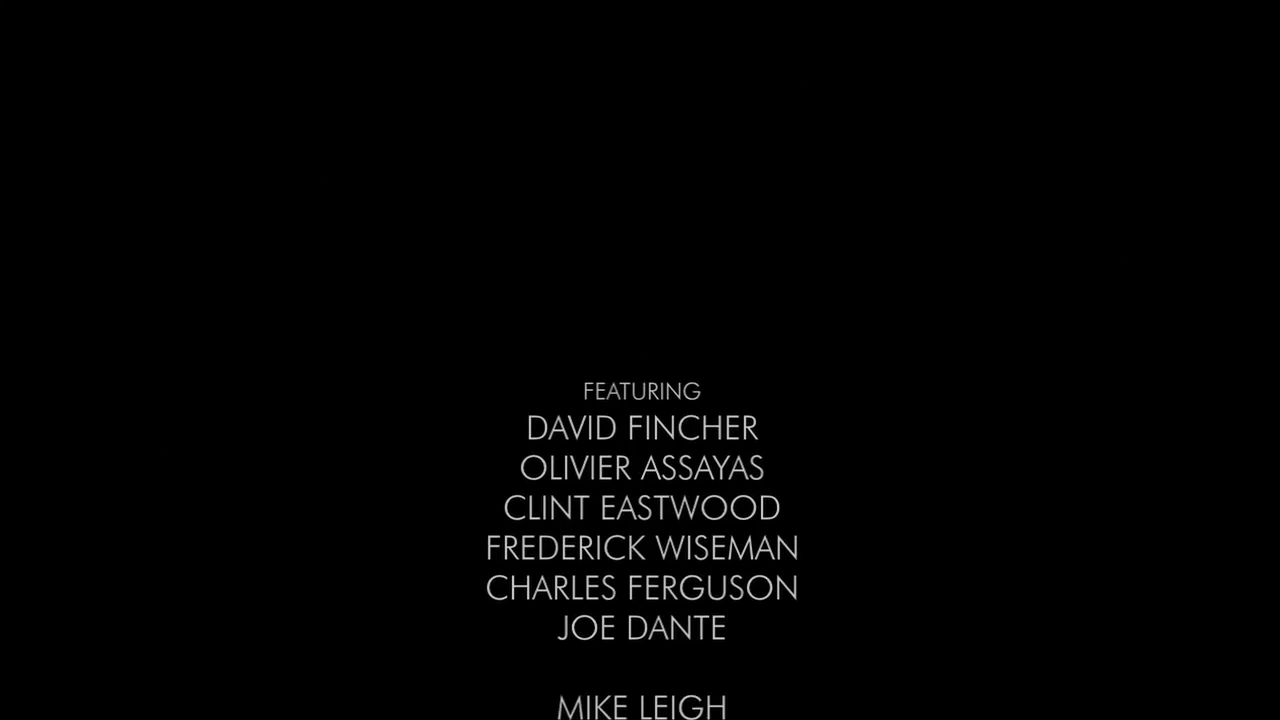 FEATURING
DAVID FINCHER
OLIVIER ASSAYAS
CLINT EASTWOOD
FREDERICK WISEMAN
CHARLES FERGUSON
JOE DANTE
MIKE LEIGH